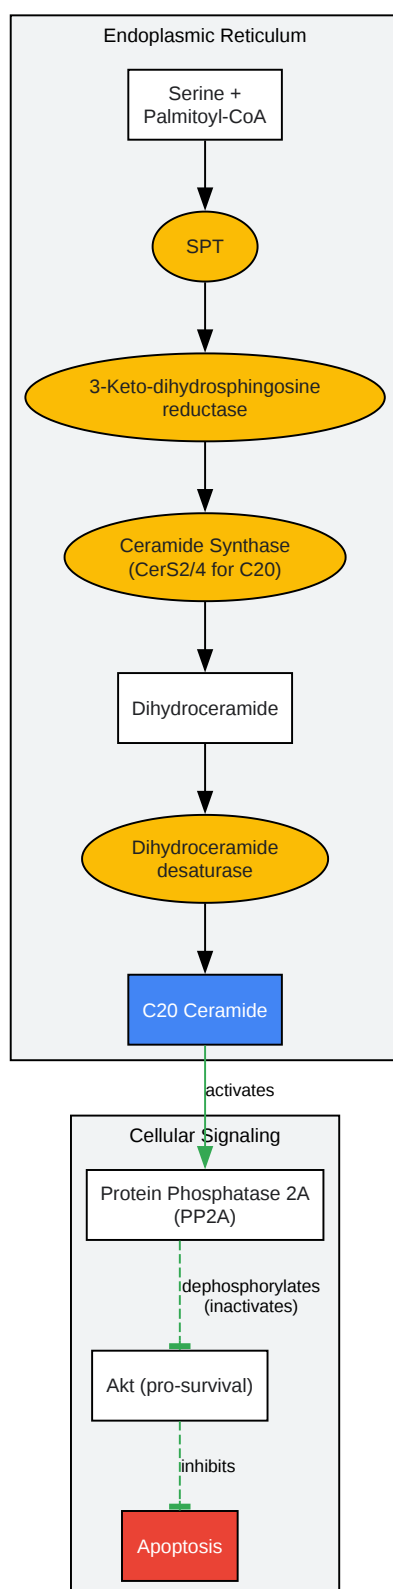 Endoplasmic Reticulum
Serine +
Palmitoyl-CoA
SPT
3-Keto-dihydrosphingosine
reductase
Ceramide Synthase
(CerS2/4 for C20)
Dihydroceramide
Dihydroceramide
desaturase
C20 Ceramide
activates
Cellular Signaling
Protein Phosphatase 2A
(PP2A)
dephosphorylates
(inactivates)
Akt (pro-survival)
inhibits
Apoptosis